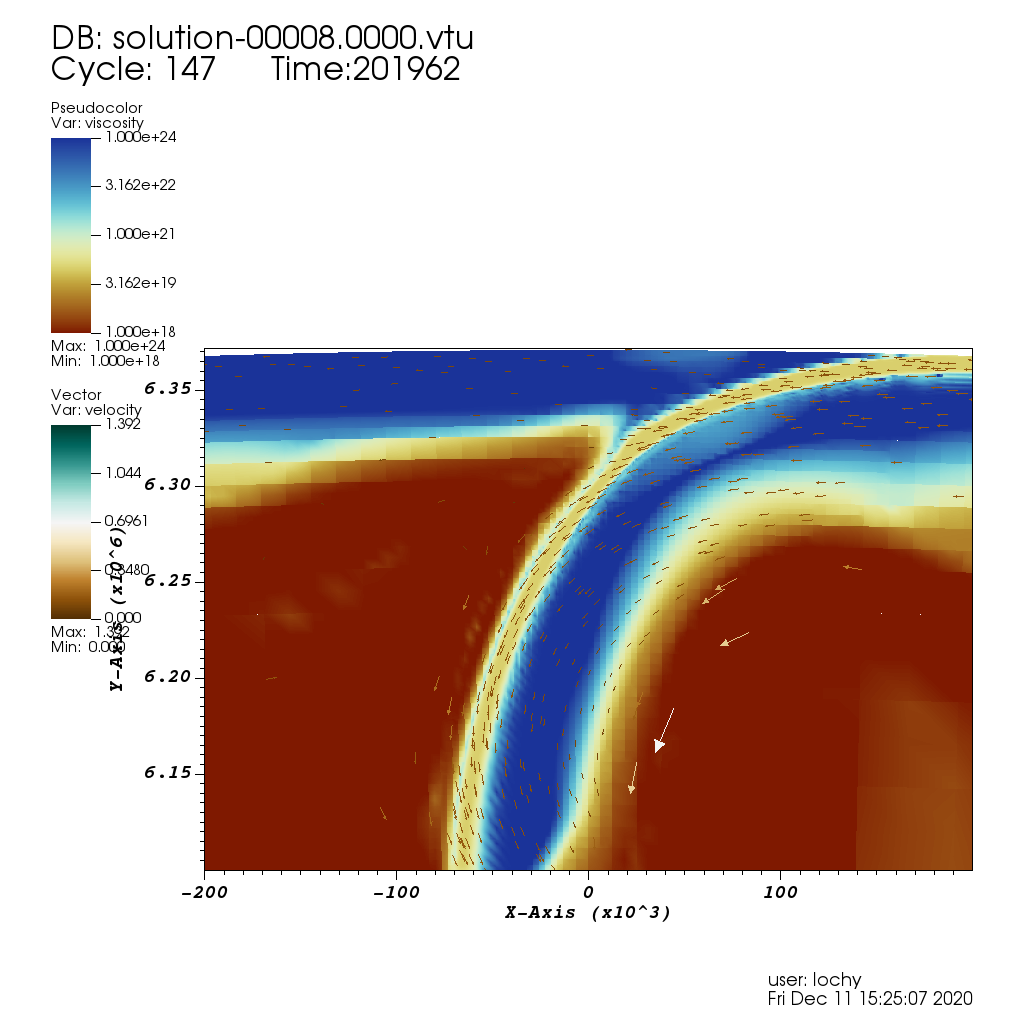 DB: solution-00008.0000.vtu
Cycle: 147 Time:201962
Pseudocolor
Var: viscosity
1.000e+24
3.162e+22
1.000e+21
3.162e+19
1.000e+18
Max: 1.000e+24
Min: 1.000e+18
Vector
Var: velocity
1.392
1.044
0.6961
0.3480
0.000
Max: 1.392
Min: 0.000
Y-Axis (x10^6)
6.35
6.30
6.25
6.20
6.15
-200
-100
0
100
X-Axis (x10^3)
user: lochy
Fri Dec 11 15:25:07 2020